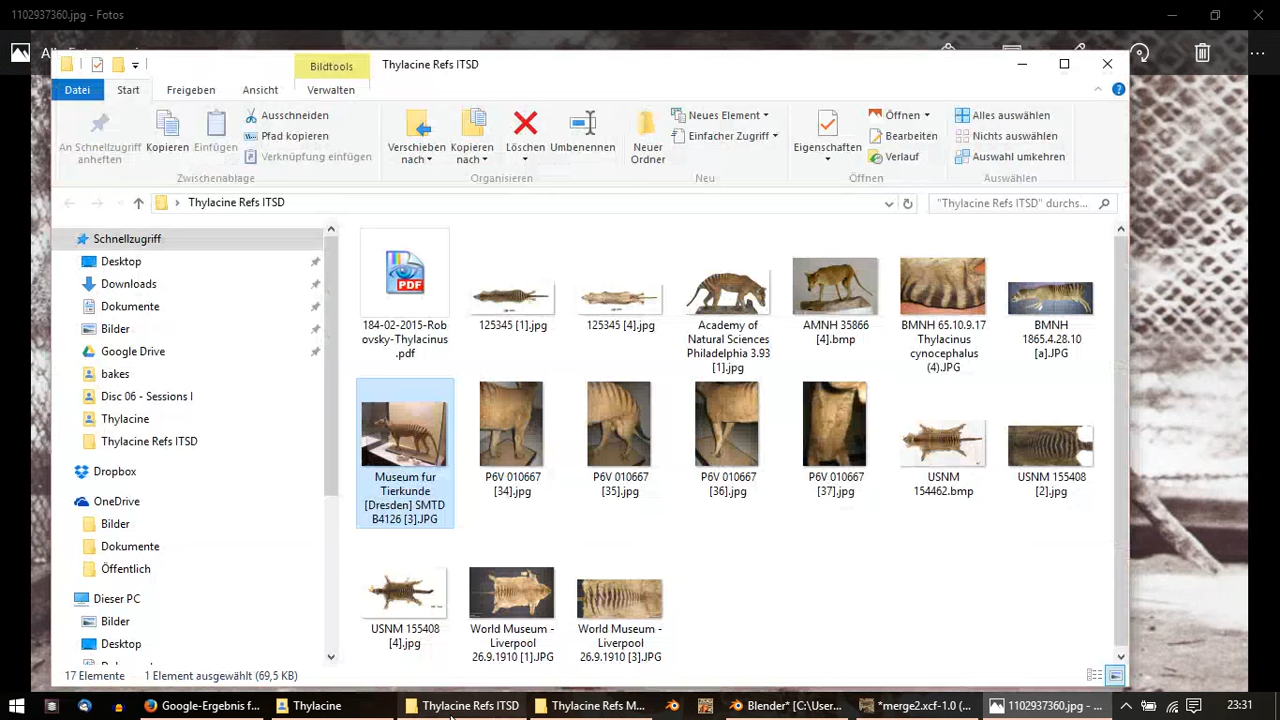 1102937360.jpg - Fotos
Bildtools
Thylacine Refs ITSD
Datei
Start
Freigeben
Ansicht
Verwalten
An Schnellzugriff anheften
Kopieren
Einfügen
Ausschneiden
Pfad kopieren
Verknüpfung einfügen
Zwischenablage
Verschieben nach
Kopieren nach
Löschen
Umbenennen
Organisieren
Neuer Ordner
Neues Element
Einfacher Zugriff
Neu
Eigenschaften
Öffnen
Bearbeiten
Verlauf
Öffnen
Alles auswählen
Nichts auswählen
Auswahl umkehren
Auswählen
Thylacine Refs ITSD
"Thylacine Refs ITSD" durchs...
Schnellzugriff
Desktop
Downloads
Dokumente
Bilder
Google Drive
bakes
Disc 06 - Sessions I
Thylacine
Thylacine Refs ITSD
Dropbox
OneDrive
Bilder
Dokumente
Öffentlich
Dieser PC
Bilder
Desktop
PDF
184-02-2015-Rob
ovsky-Thylacinus
.pdf
125345 [1].jpg
125345 [4].jpg
Academy of
Natural Sciences
Philadelphia 3.93
[1].jpg
AMNH 35866
[4].bmp
BMNH 65.10.9.17
Thylacinus
cynocephalus
(4).JPG
BMNH
1865.4.28.10
[a].JPG
Museum fur
Tierkunde
[Dresden] SMTD
B4126 [3].JPG
P6V 010667
[34].jpg
P6V 010667
[35].jpg
P6V 010667
[36].jpg
P6V 010667
[37].jpg
USNM
154462.bmp
USNM 155408
[2].jpg
USNM 155408
[4].jpg
World Museum -
Liverpool
26.9.1910 [1].JPG
World Museum -
Liverpool
26.9.1910 [3].JPG
17 Elemente
1 Element ausgewählt (69,5 KB)
Google-Ergebnis f...
Thylacine
Thylacine Refs ITSD
Thylacine Refs M...
Blender* [C:\User...
*merge2.xcf-1.0 (...
1102937360.jpg - ...
23:31